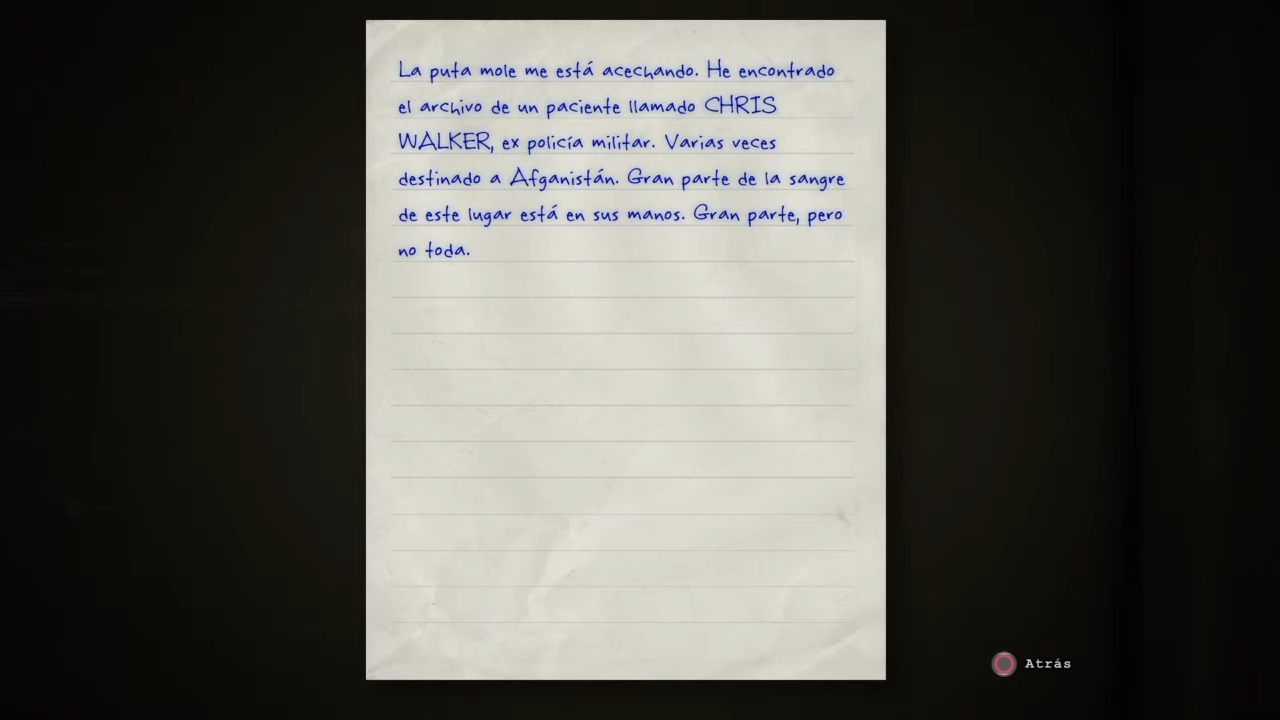 La puta mole me está acechando. He encontrado
el archivo de un paciente llamado CHRIS
WALKER, ex policía militar. Varias veces
destinado a Afganistán. Gran parte de la sangre
de este lugar está en sus manos. Gran parte, pero
no toda.
Atrás